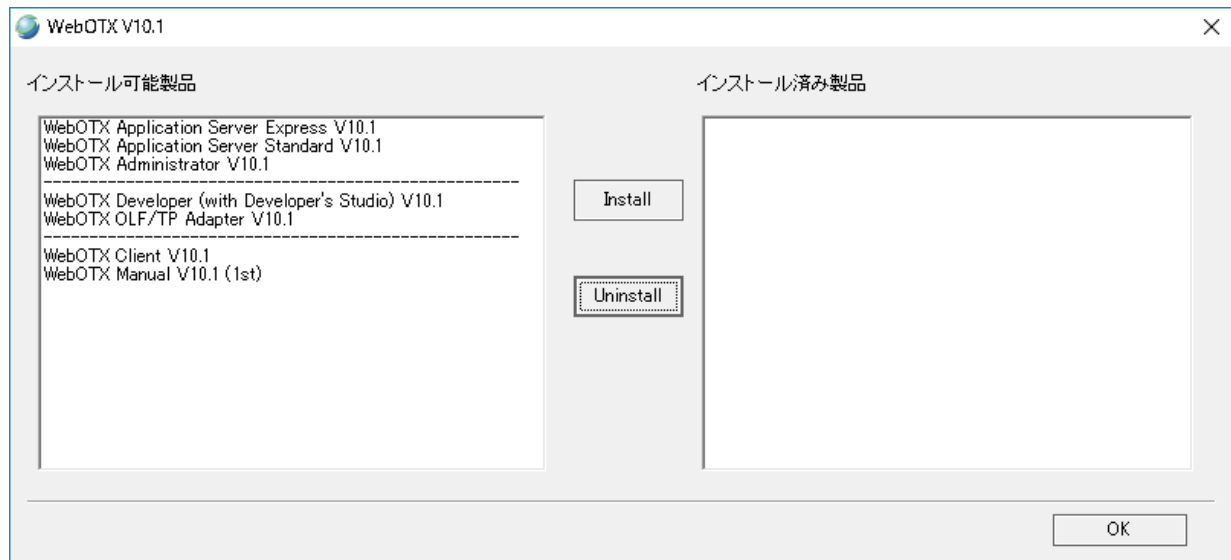 WebOTX V10.1
インストール可能製品
インストール済み製品
WebOTX Application Server Express V10.1
WebOTX Application Server Standard V10.1
WebOTX Administrator V10.1
----------------------------------------------------
WebOTX Developer (with Developer's Studio) V10.1
WebOTX OLF/TP Adapter V10.1
----------------------------------------------------
WebOTX Client V10.1
WebOTX Manual V10.1 (1st)
Install
Uninstall
OK